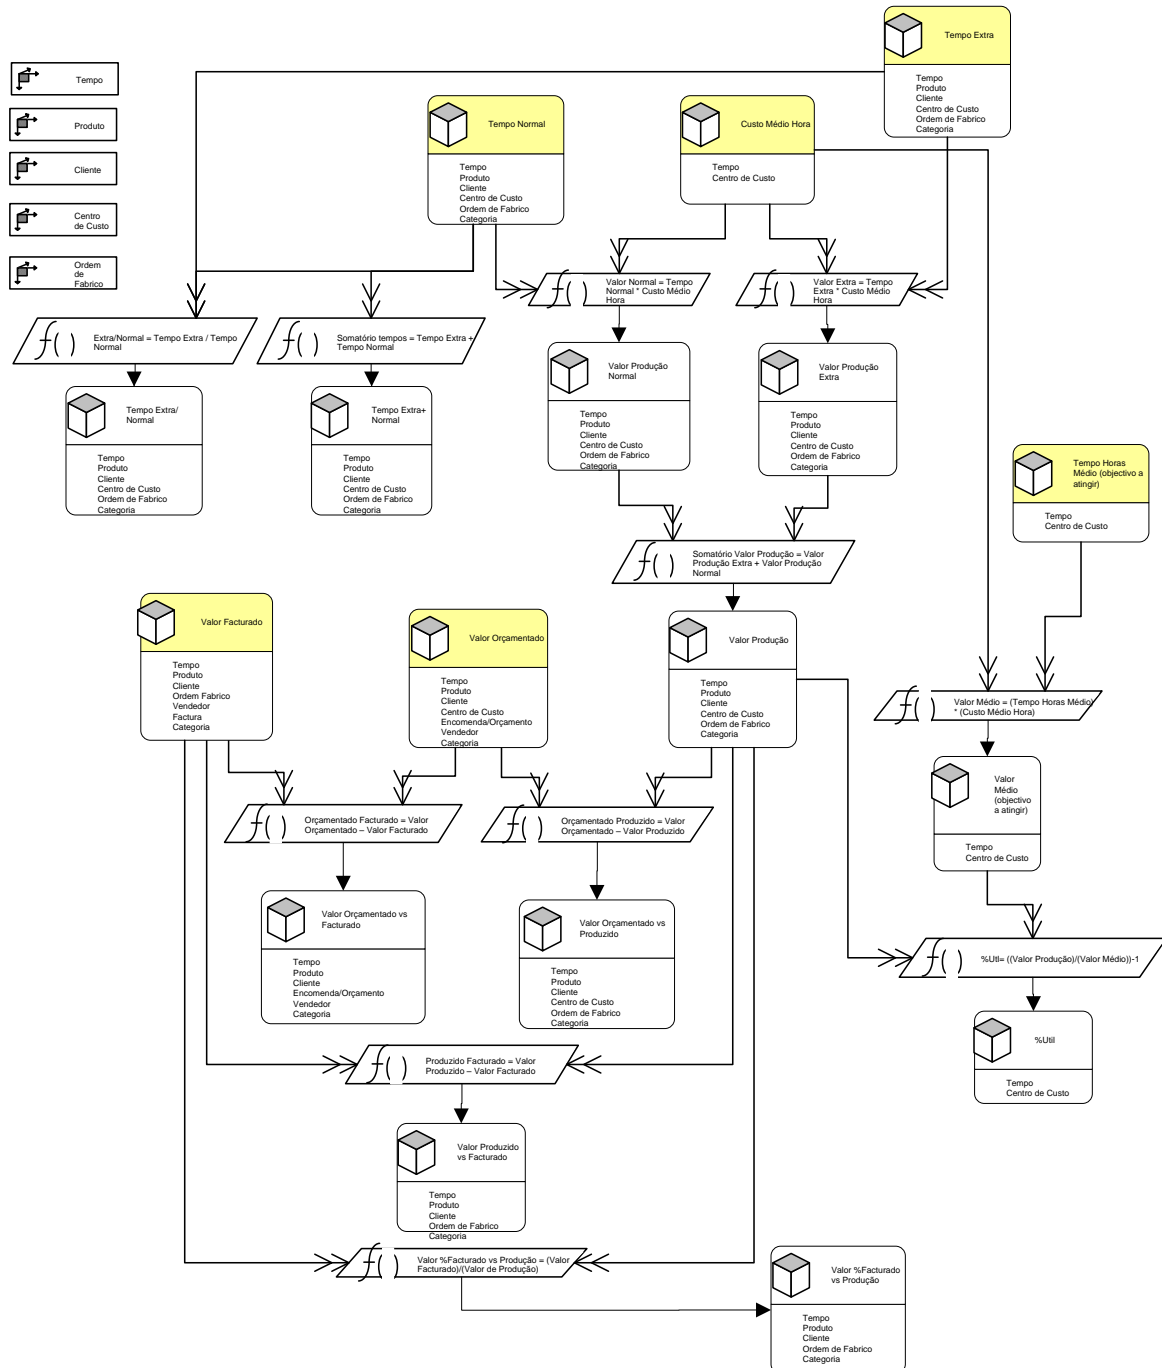 Tempo
Produto
Cliente
Centro
de Custo
Ordem
de
Fabrico
Tempo Extra
Tempo
Produto
Cliente
Centro de Custo
Ordem de Fabrico
Categoria
Tempo Normal
Tempo
Produto
Cliente
Centro de Custo
Ordem de Fabrico
Categoria
Custo Médio Hora
Tempo
Centro de Custo
Valor Normal = Tempo
Normal * Custo Médio
Hora
Valor Extra = Tempo
Extra * Custo Médio
Hora
Extra/Normal = Tempo Extra / Tempo
Normal
Somatório tempos = Tempo Extra +
Tempo Normal
Valor Produção
Normal
Tempo
Produto
Cliente
Centro de Custo
Ordem de Fabrico
Categoria
Valor Produção
Extra
Tempo
Produto
Cliente
Centro de Custo
Ordem de Fabrico
Categoria
Tempo Extra/
Normal
Tempo
Produto
Cliente
Centro de Custo
Ordem de Fabrico
Categoria
Tempo Extra+
Normal
Tempo
Produto
Cliente
Centro de Custo
Ordem de Fabrico
Categoria
Tempo Horas
Médio (objectivo a
atingir)
Tempo
Centro de Custo
Somatório Valor Produção = Valor
Produção Extra + Valor Produção
Normal
Valor Facturado
Tempo
Produto
Cliente
Ordem Fabrico
Vendedor
Factura
Categoria
Valor Orçamentado
Tempo
Produto
Cliente
Centro de Custo
Encomenda/Orçamento
Vendedor
Categoria
Valor Produção
Tempo
Produto
Cliente
Centro de Custo
Ordem de Fabrico
Categoria
Valor Médio = (Tempo Horas Médio)
* (Custo Médio Hora)
Valor
Médio
(objectivo
a atingir)
Tempo
Centro de Custo
Orçamentado Facturado = Valor
Orçamentado – Valor Facturado
Orçamentado Produzido = Valor
Orçamentado – Valor Produzido
Valor Orçamentado vs
Facturado
Tempo
Produto
Cliente
Encomenda/Orçamento
Vendedor
Categoria
Valor Orçamentado vs
Produzido
Tempo
Produto
Cliente
Centro de Custo
Ordem de Fabrico
Categoria
%Utl= ((Valor Produção)/(Valor Médio))-1
%Util
Tempo
Centro de Custo
Produzido Facturado = Valor
Produzido – Valor Facturado
Valor Produzido
vs Facturado
Tempo
Produto
Cliente
Ordem de Fabrico
Categoria
Valor %Facturado vs Produção = (Valor
Facturado)/(Valor de Produção)
Valor %Facturado
vs Produção
Tempo
Produto
Cliente
Ordem de Fabrico
Categoria